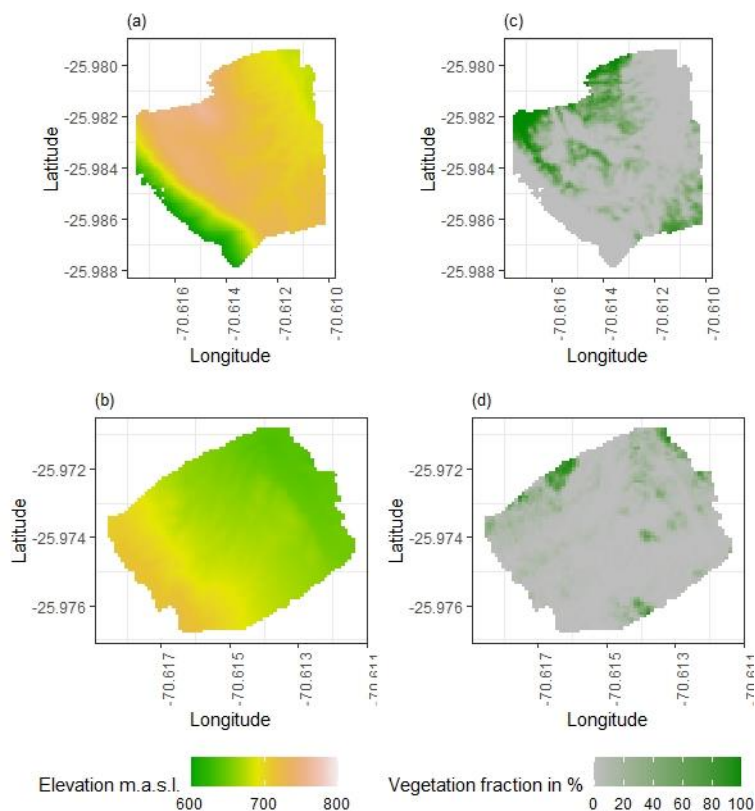 (a)
-25.980
-25.982
-25.984
-25.986
-25.988
Latitude
-70.616
-70.614
-70.612
-70.610
Longitude
(c)
-25.980
-25.982
-25.984
-25.986
-25.988
Latitude
-70.616
-70.614
-70.612
-70.610
Longitude
(b)
-25.972
-25.974
-25.976
Latitude
-70.617
-70.615
-70.613
-70.611
Longitude
(d)
-25.972
-25.974
-25.976
Latitude
-70.617
-70.615
-70.613
-70.611
Longitude
Elevation m.a.s.l.
600 700 800
Vegetation fraction in %
0 20 40 60 80 100